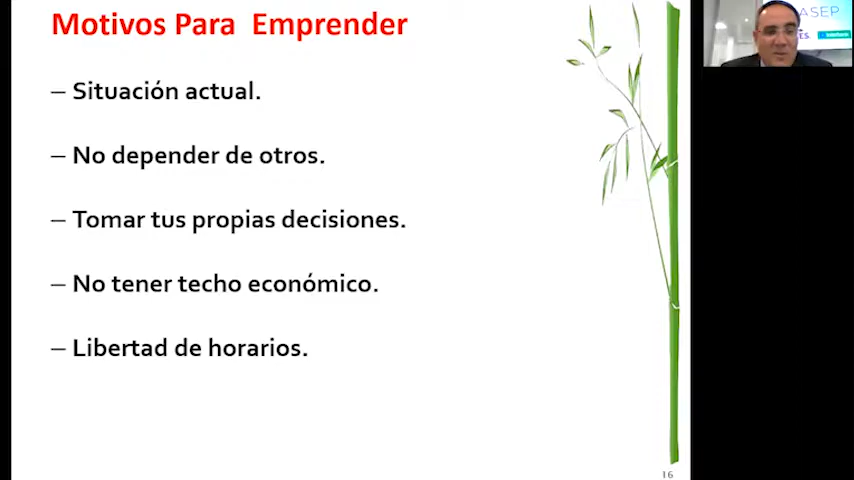 Motivos Para Emprender
– Situación actual.
– No depender de otros.
– Tomar tus propias decisiones.
– No tener techo económico.
– Libertad de horarios.
16
ASEP